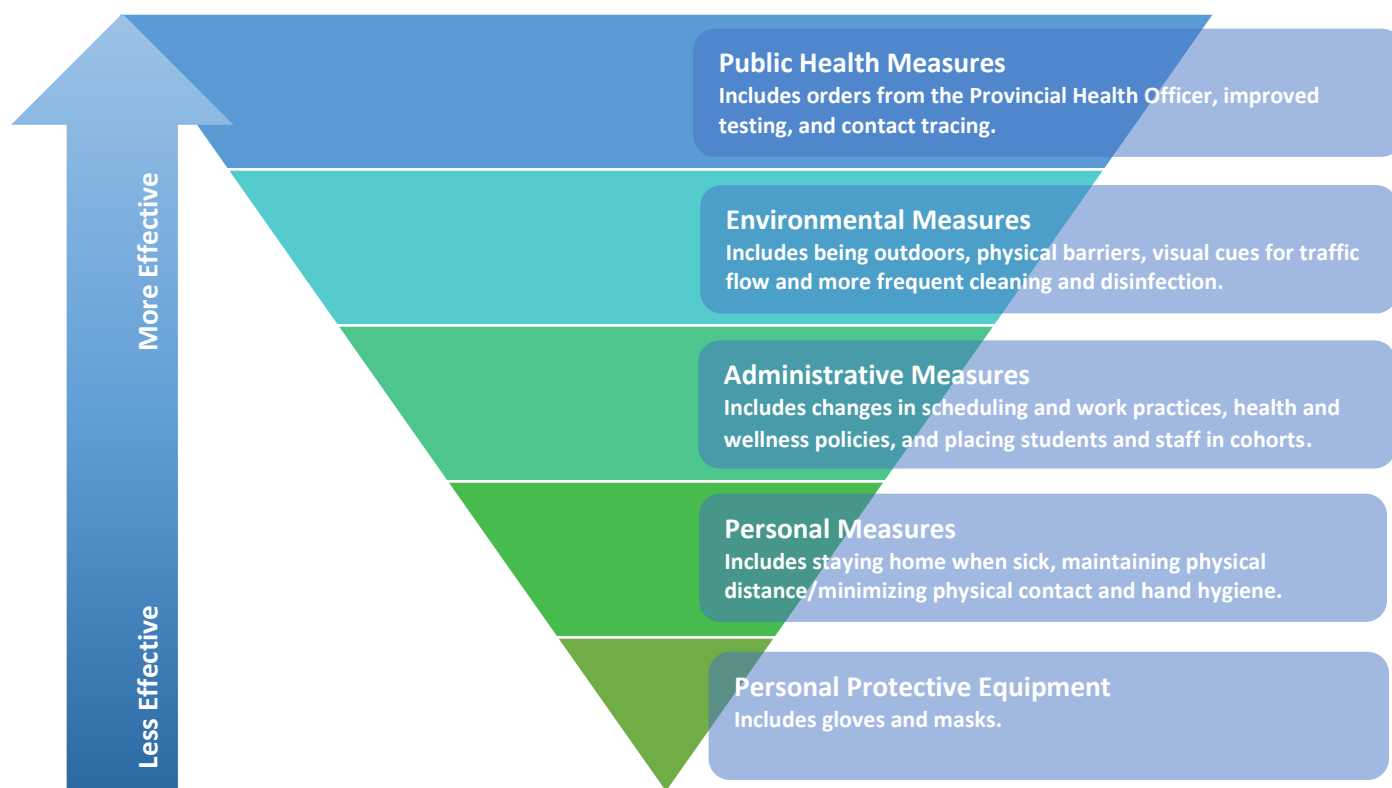 More Effective
Less Effective
Public Health Measures
Includes orders from the Provincial Health Officer, improved
testing, and contact tracing.
Environmental Measures
Includes being outdoors, physical barriers, visual cues for traffic
flow and more frequent cleaning and disinfection.
Administrative Measures
Includes changes in scheduling and work practices, health and
wellness policies, and placing students and staff in cohorts.
Personal Measures
Includes staying home when sick, maintaining physical
distance/minimizing physical contact and hand hygiene.
Personal Protective Equipment
Includes gloves and masks.